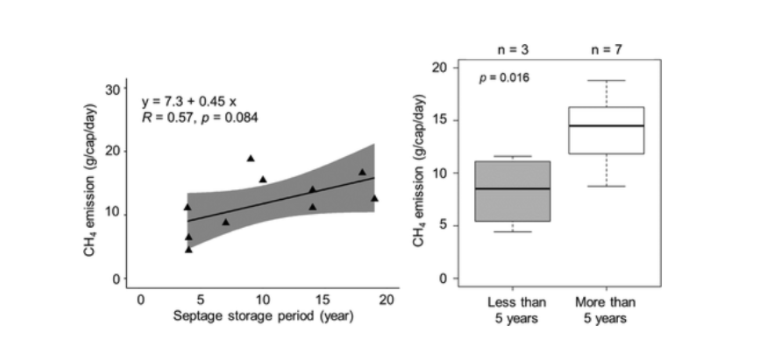 30
20
10
0
CH₄ emission (g/cap/day)
y = 7.3 + 0.45 x
R = 0.57, p = 0.084
0 5 10 15 20
Septage storage period (year)
n = 3 n = 7
20
15
10
5
0
CH₄ emission (g/cap/day)
p = 0.016
Less than More than
5 years 5 years